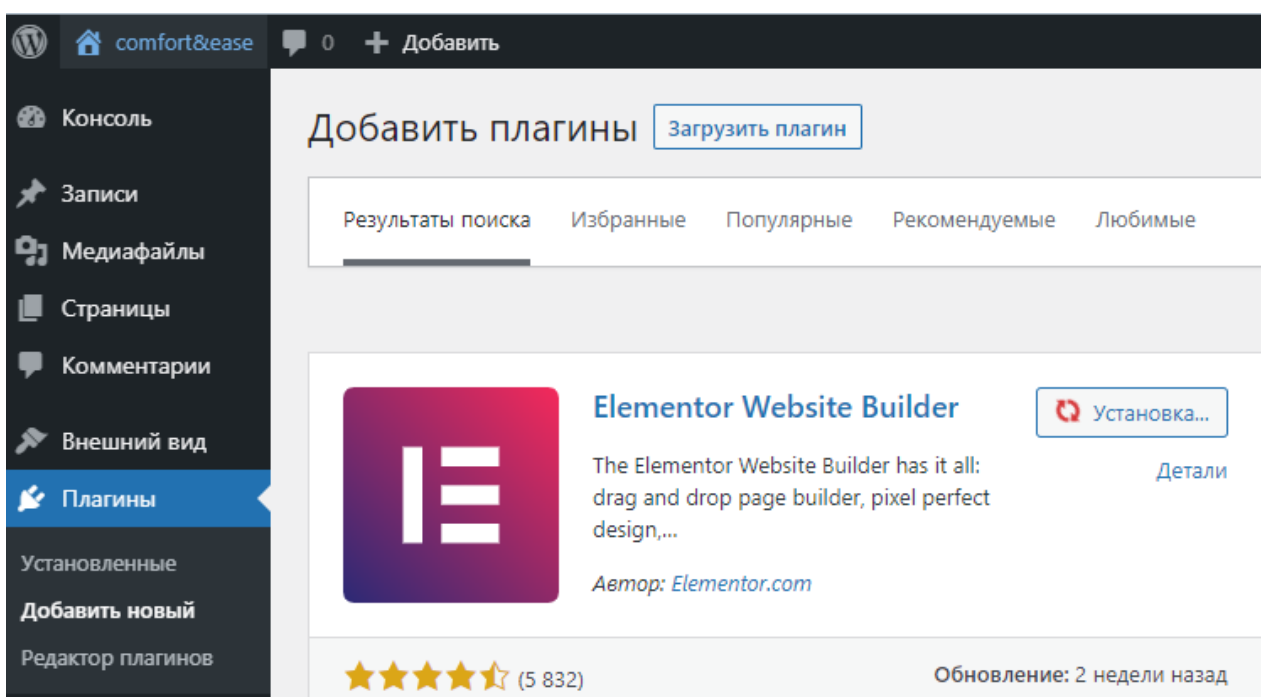 comfort&ease 0 + Добавить
Консоль
Записи
Медиафайлы
Страницы
Комментарии
Внешний вид
Плагины
Установленные
Добавить новый
Редактор плагинов
Добавить плагины Загрузить плагин
Результаты поиска Избранные Популярные Рекомендуемые Любимые
Elementor Website Builder
Установка...
Детали
The Elementor Website Builder has it all:
drag and drop page builder, pixel perfect
design,...
Автор: Elementor.com
(5 832)
Обновление: 2 недели назад